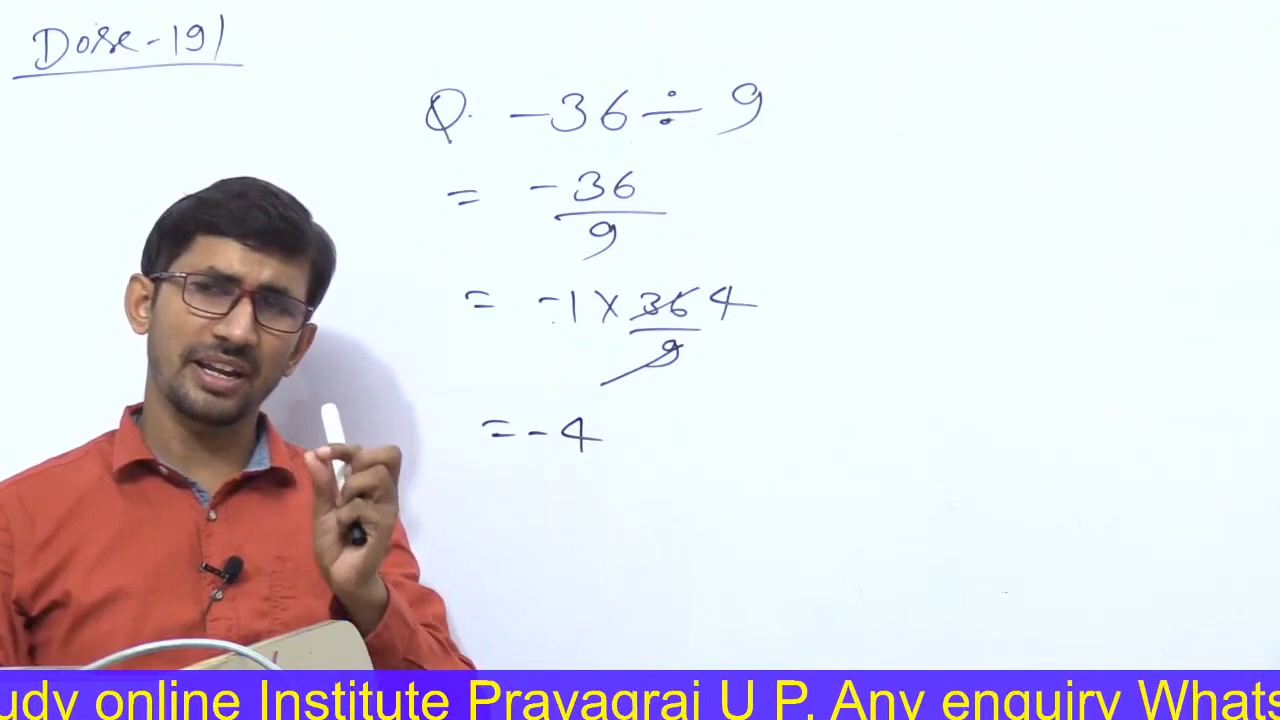 Dose-191
Q. -36 ÷ 9
= -36
9
= -1 × 36 4
9
= -4
udy online Institute Prayagraj U P. Any enquiry Whats